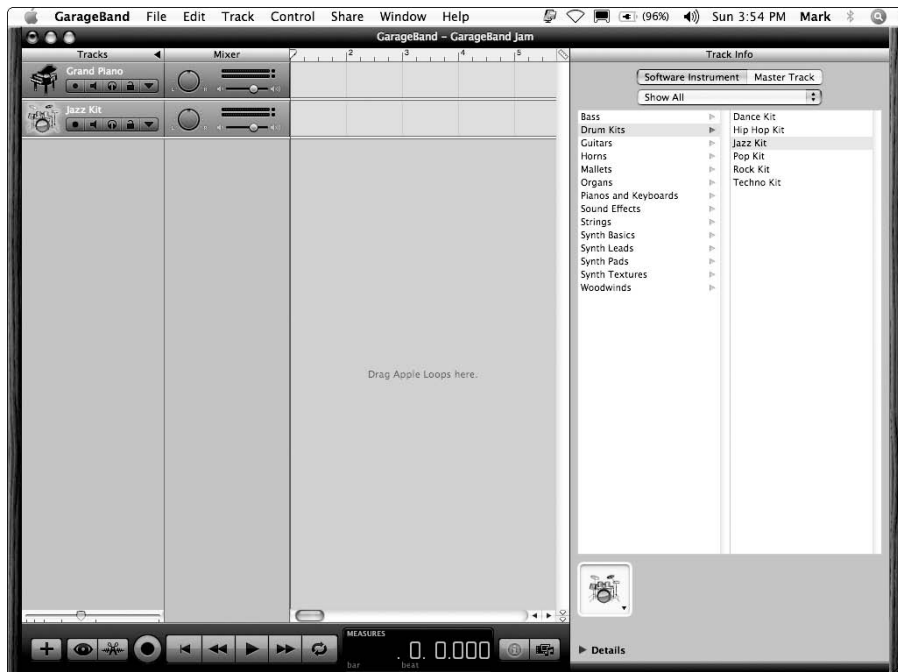 GarageBand File Edit Track Control Share Window Help (96%) Sun 3:54 PM Mark
GarageBand – GarageBand Jam
Tracks Mixer 2 3 4 5 Track Info
Grand Piano
Jazz Kit
Software Instrument Master Track
Show All
Bass Dance Kit
Drum Kits Hip Hop Kit
Guitars Jazz Kit
Horns Pop Kit
Mallets Rock Kit
Organs Techno Kit
Pianos and Keyboards
Sound Effects
Strings
Synth Basics
Synth Leads
Synth Pads
Synth Textures
Woodwinds
Drag Apple Loops here.
MEASURES
. 0. 0.000
bar beat
Details